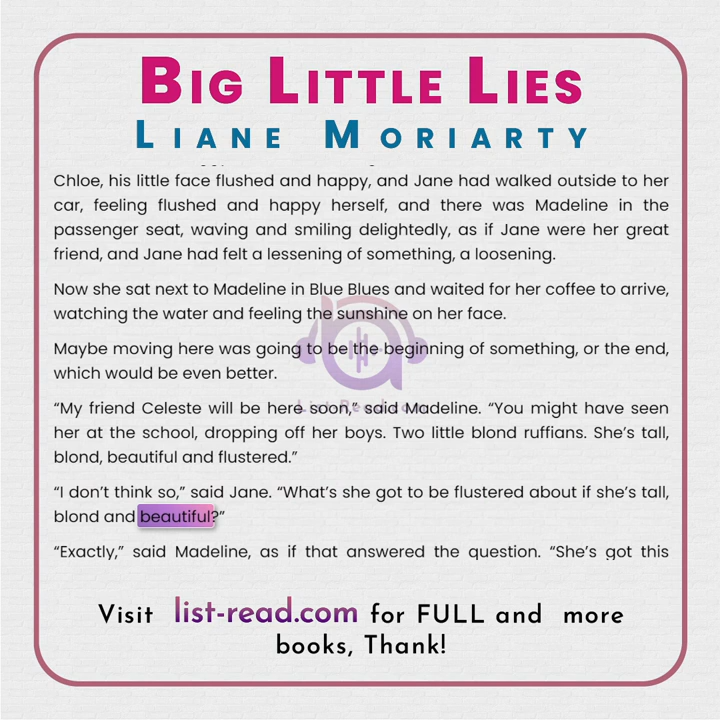 Big Little Lies
Liane Moriarty
Chloe, his little face flushed and happy, and Jane had walked outside to her
car, feeling flushed and happy herself, and there was Madeline in the
passenger seat, waving and smiling delightedly, as if Jane were her great
friend, and Jane had felt a lessening of something, a loosening.
Now she sat next to Madeline in Blue Blues and waited for her coffee to arrive,
watching the water and feeling the sunshine on her face.
Maybe moving here was going to be the beginning of something, or the end,
which would be even better.
“My friend Celeste will be here soon,” said Madeline. “You might have seen
her at the school, dropping off her boys. Two little blond ruffians. She’s tall,
blond, beautiful and flustered.”
“I don’t think so,” said Jane. “What’s she got to be flustered about if she’s tall,
blond and beautiful?”
“Exactly,” said Madeline, as if that answered the question. “She’s got this
Visit list-read.com for FULL and more
books, Thank!